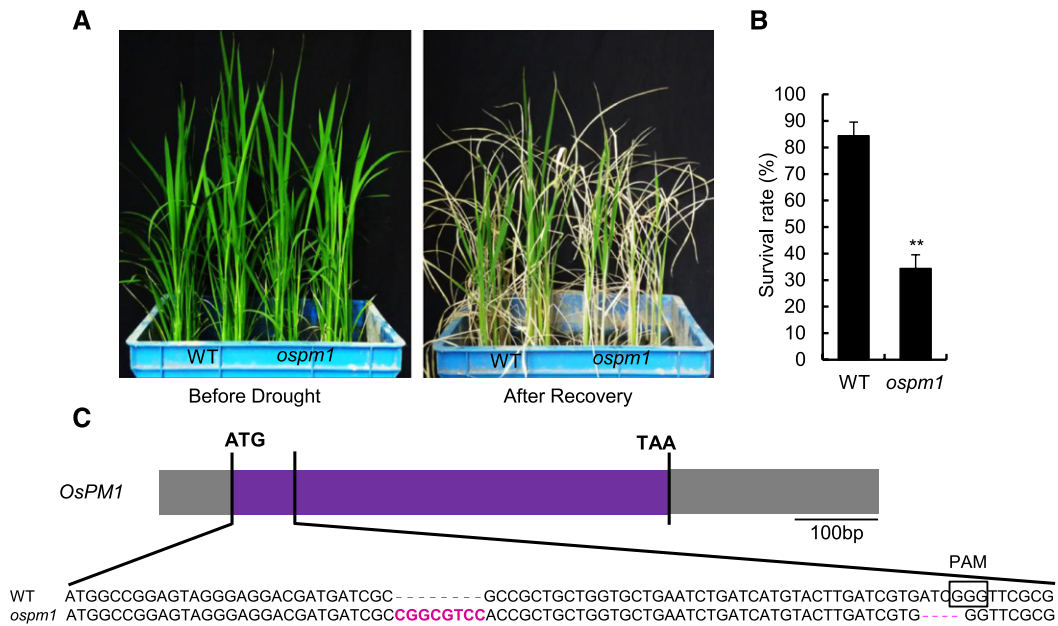 A
WT
ospm1
Before Drought
WT
ospm1
After Recovery
B
Survival rate (%)
100
90
80
70
60
50
40
30
20
10
0
**
WT
ospm1
C
ATG
TAA
OsPM1
100bp
PAM
WT ATGGCCGGAGTAGGGAGGACGATGATCGC---------GCCGCTGCTGGTGCTGAATCTGATCATGTACTTGATCGTGATCGGGTTCGCG
ospm1 ATGGCCGGAGTAGGGAGGACGATGATCGCCGGCGTCCACCGCTGCTGGTGCTGAATCTGATCATGTACTTGATCGTG---- GGTTCGCG